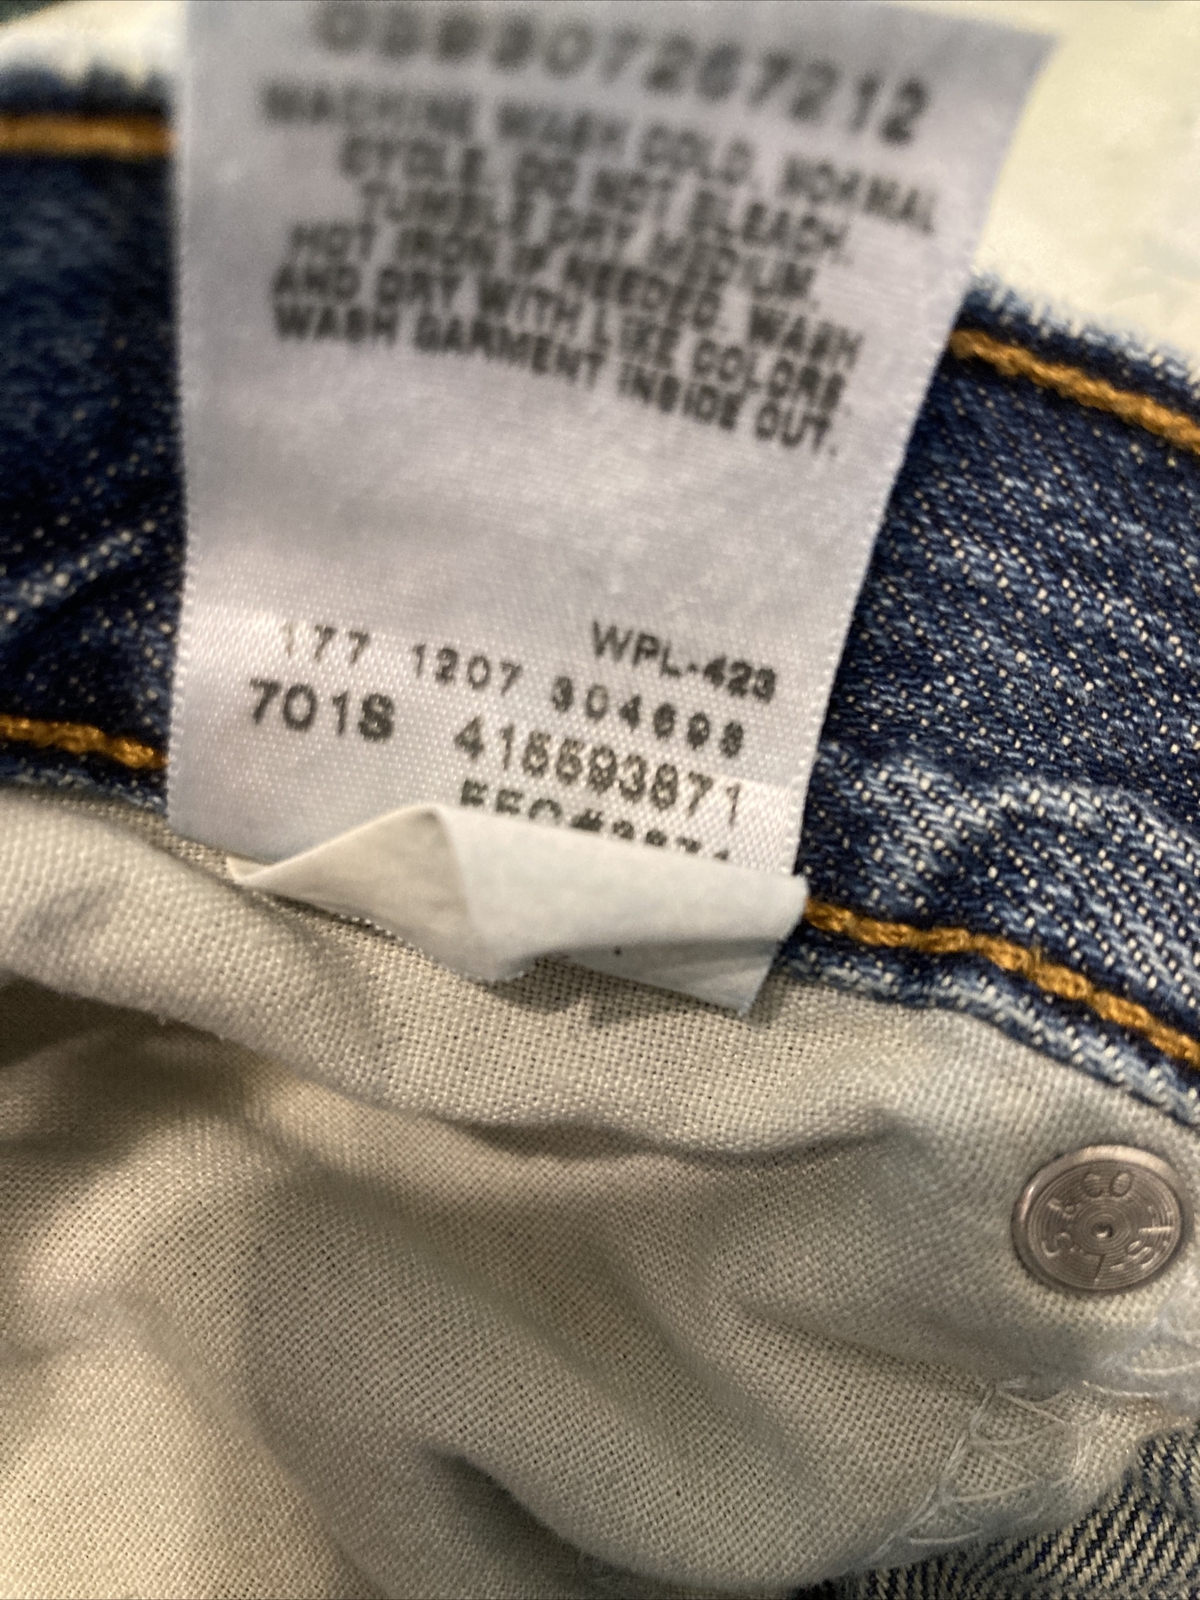 MACHINE WASH COLD, NORMAL
CYCLE. DO NOT BLEACH.
TUMBLE DRY MEDIUM.
HOT IRON IF NEEDED. WASH
AND DRY WITH LIKE COLORS.
WASH GARMENT INSIDE OUT.
WPL-423
177 1207 304698
701S 415593871
& CO